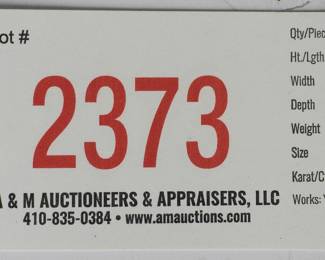 ot #
2373
& M AUCTIONEERS & APPRAISERS, LLC
410-835-0384 • www.amauctions.com
Qty/Piec
Ht./Lgth
Width
Depth
Weight
Size
Karat/C
Works: Y